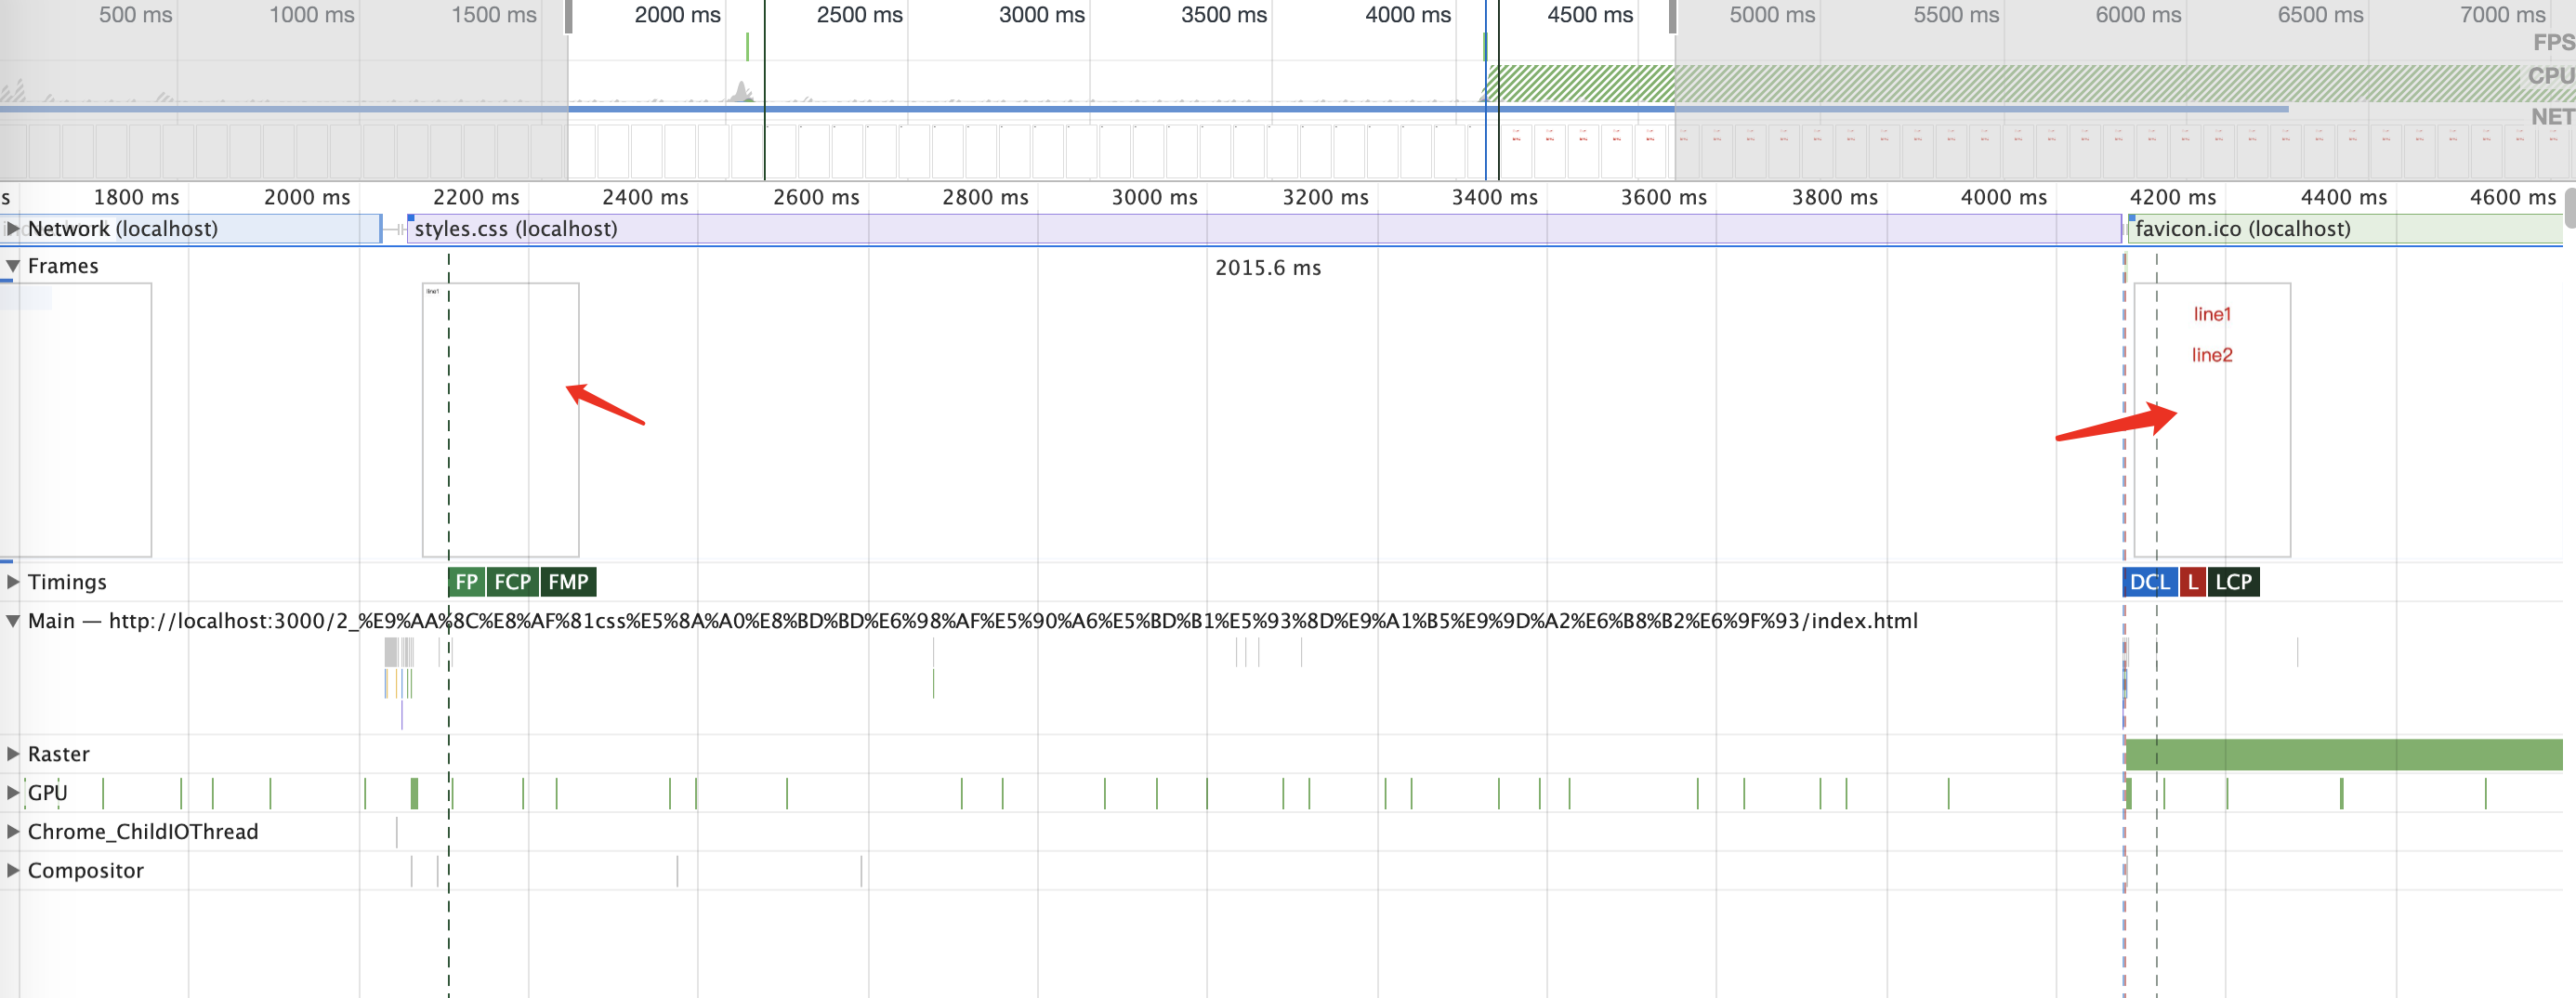 500 ms 1000 ms 1500 ms 2000 ms 2500 ms 3000 ms 3500 ms 4000 ms 4500 ms 5000 ms 5500 ms 6000 ms 6500 ms 7000 ms
FPS
CPU
NET
s 1800 ms 2000 ms 2200 ms 2400 ms 2600 ms 2800 ms 3000 ms 3200 ms 3400 ms 3600 ms 3800 ms 4000 ms 4200 ms 4400 ms 4600 ms
Network (localhost) styles.css (localhost) favicon.ico (localhost)
Frames 2015.6 ms
line1 line1
line2
Timings FP FCP FMP DCL L LCP
Main — http://localhost:3000/2_%E9%AA%8C%E8%AF%81css%E5%8A%A0%E8%BD%BD%E6%98%AF%E5%90%A6%E5%BD%B1%E5%93%8D%E9%A1%B5%E9%9D%A2%E6%B8%B2%E6%9F%93/index.html
Raster
GPU
Chrome_ChildIOThread
Compositor